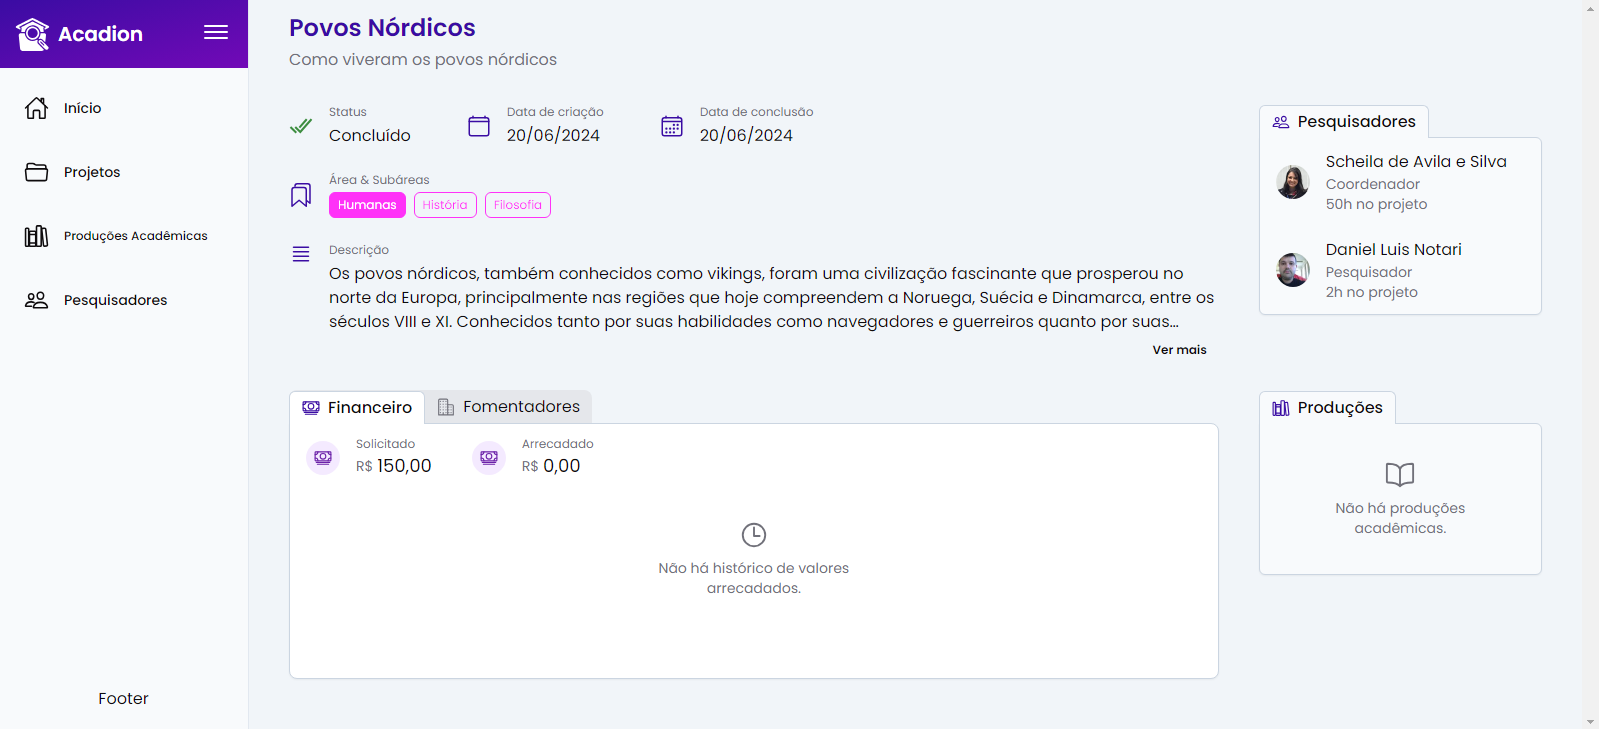 Acadion
Início
Projetos
Produções Acadêmicas
Pesquisadores
Footer
Povos Nórdicos
Como viveram os povos nórdicos
Status
Concluído
Data de criação
20/06/2024
Data de conclusão
20/06/2024
Área & Subáreas
Humanas
História
Filosofia
Descrição
Os povos nórdicos, também conhecidos como vikings, foram uma civilização fascinante que prosperou no
norte da Europa, principalmente nas regiões que hoje compreendem a Noruega, Suécia e Dinamarca, entre os
séculos VIII e XI. Conhecidos tanto por suas habilidades como navegadores e guerreiros quanto por suas...
Ver mais
Financeiro
Fomentadores
Solicitado
R$ 150,00
Arrecadado
R$ 0,00
Não há histórico de valores
arrecadados.
Pesquisadores
Scheila de Avila e Silva
Coordenador
50h no projeto
Daniel Luis Notari
Pesquisador
2h no projeto
Produções
Não há produções
acadêmicas.